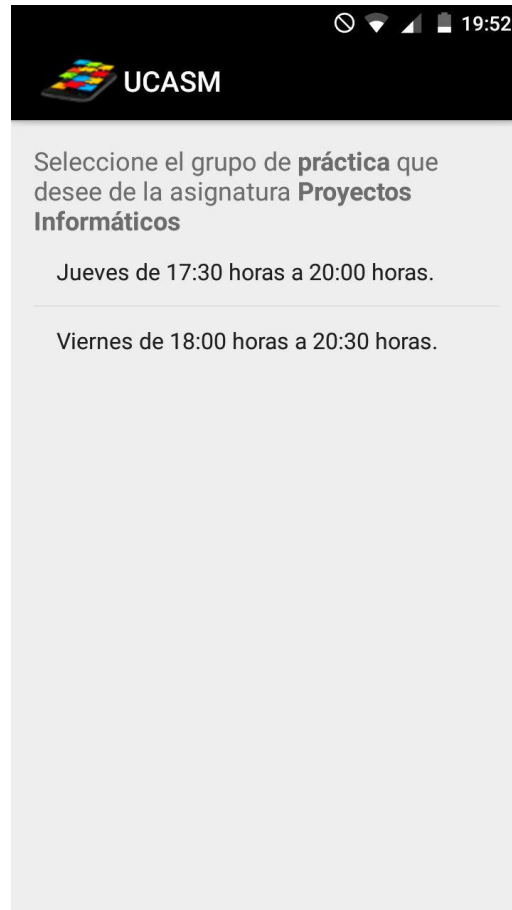 19:52
UCASM
Seleccione el grupo de práctica que
desee de la asignatura Proyectos
Informáticos
Jueves de 17:30 horas a 20:00 horas.
Viernes de 18:00 horas a 20:30 horas.